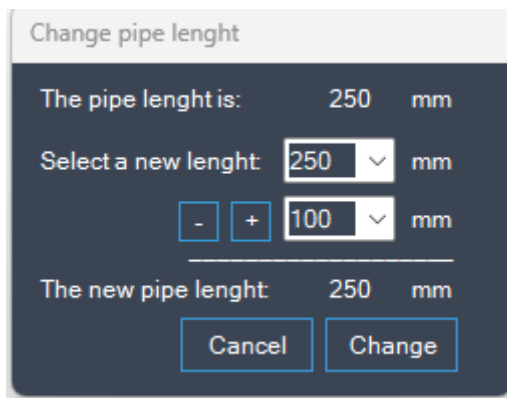 Change pipe lenght
The pipe lenght is: 250 mm
Select a new lenght: 250 mm
- + 100 mm
The new pipe lenght: 250 mm
Cancel Change